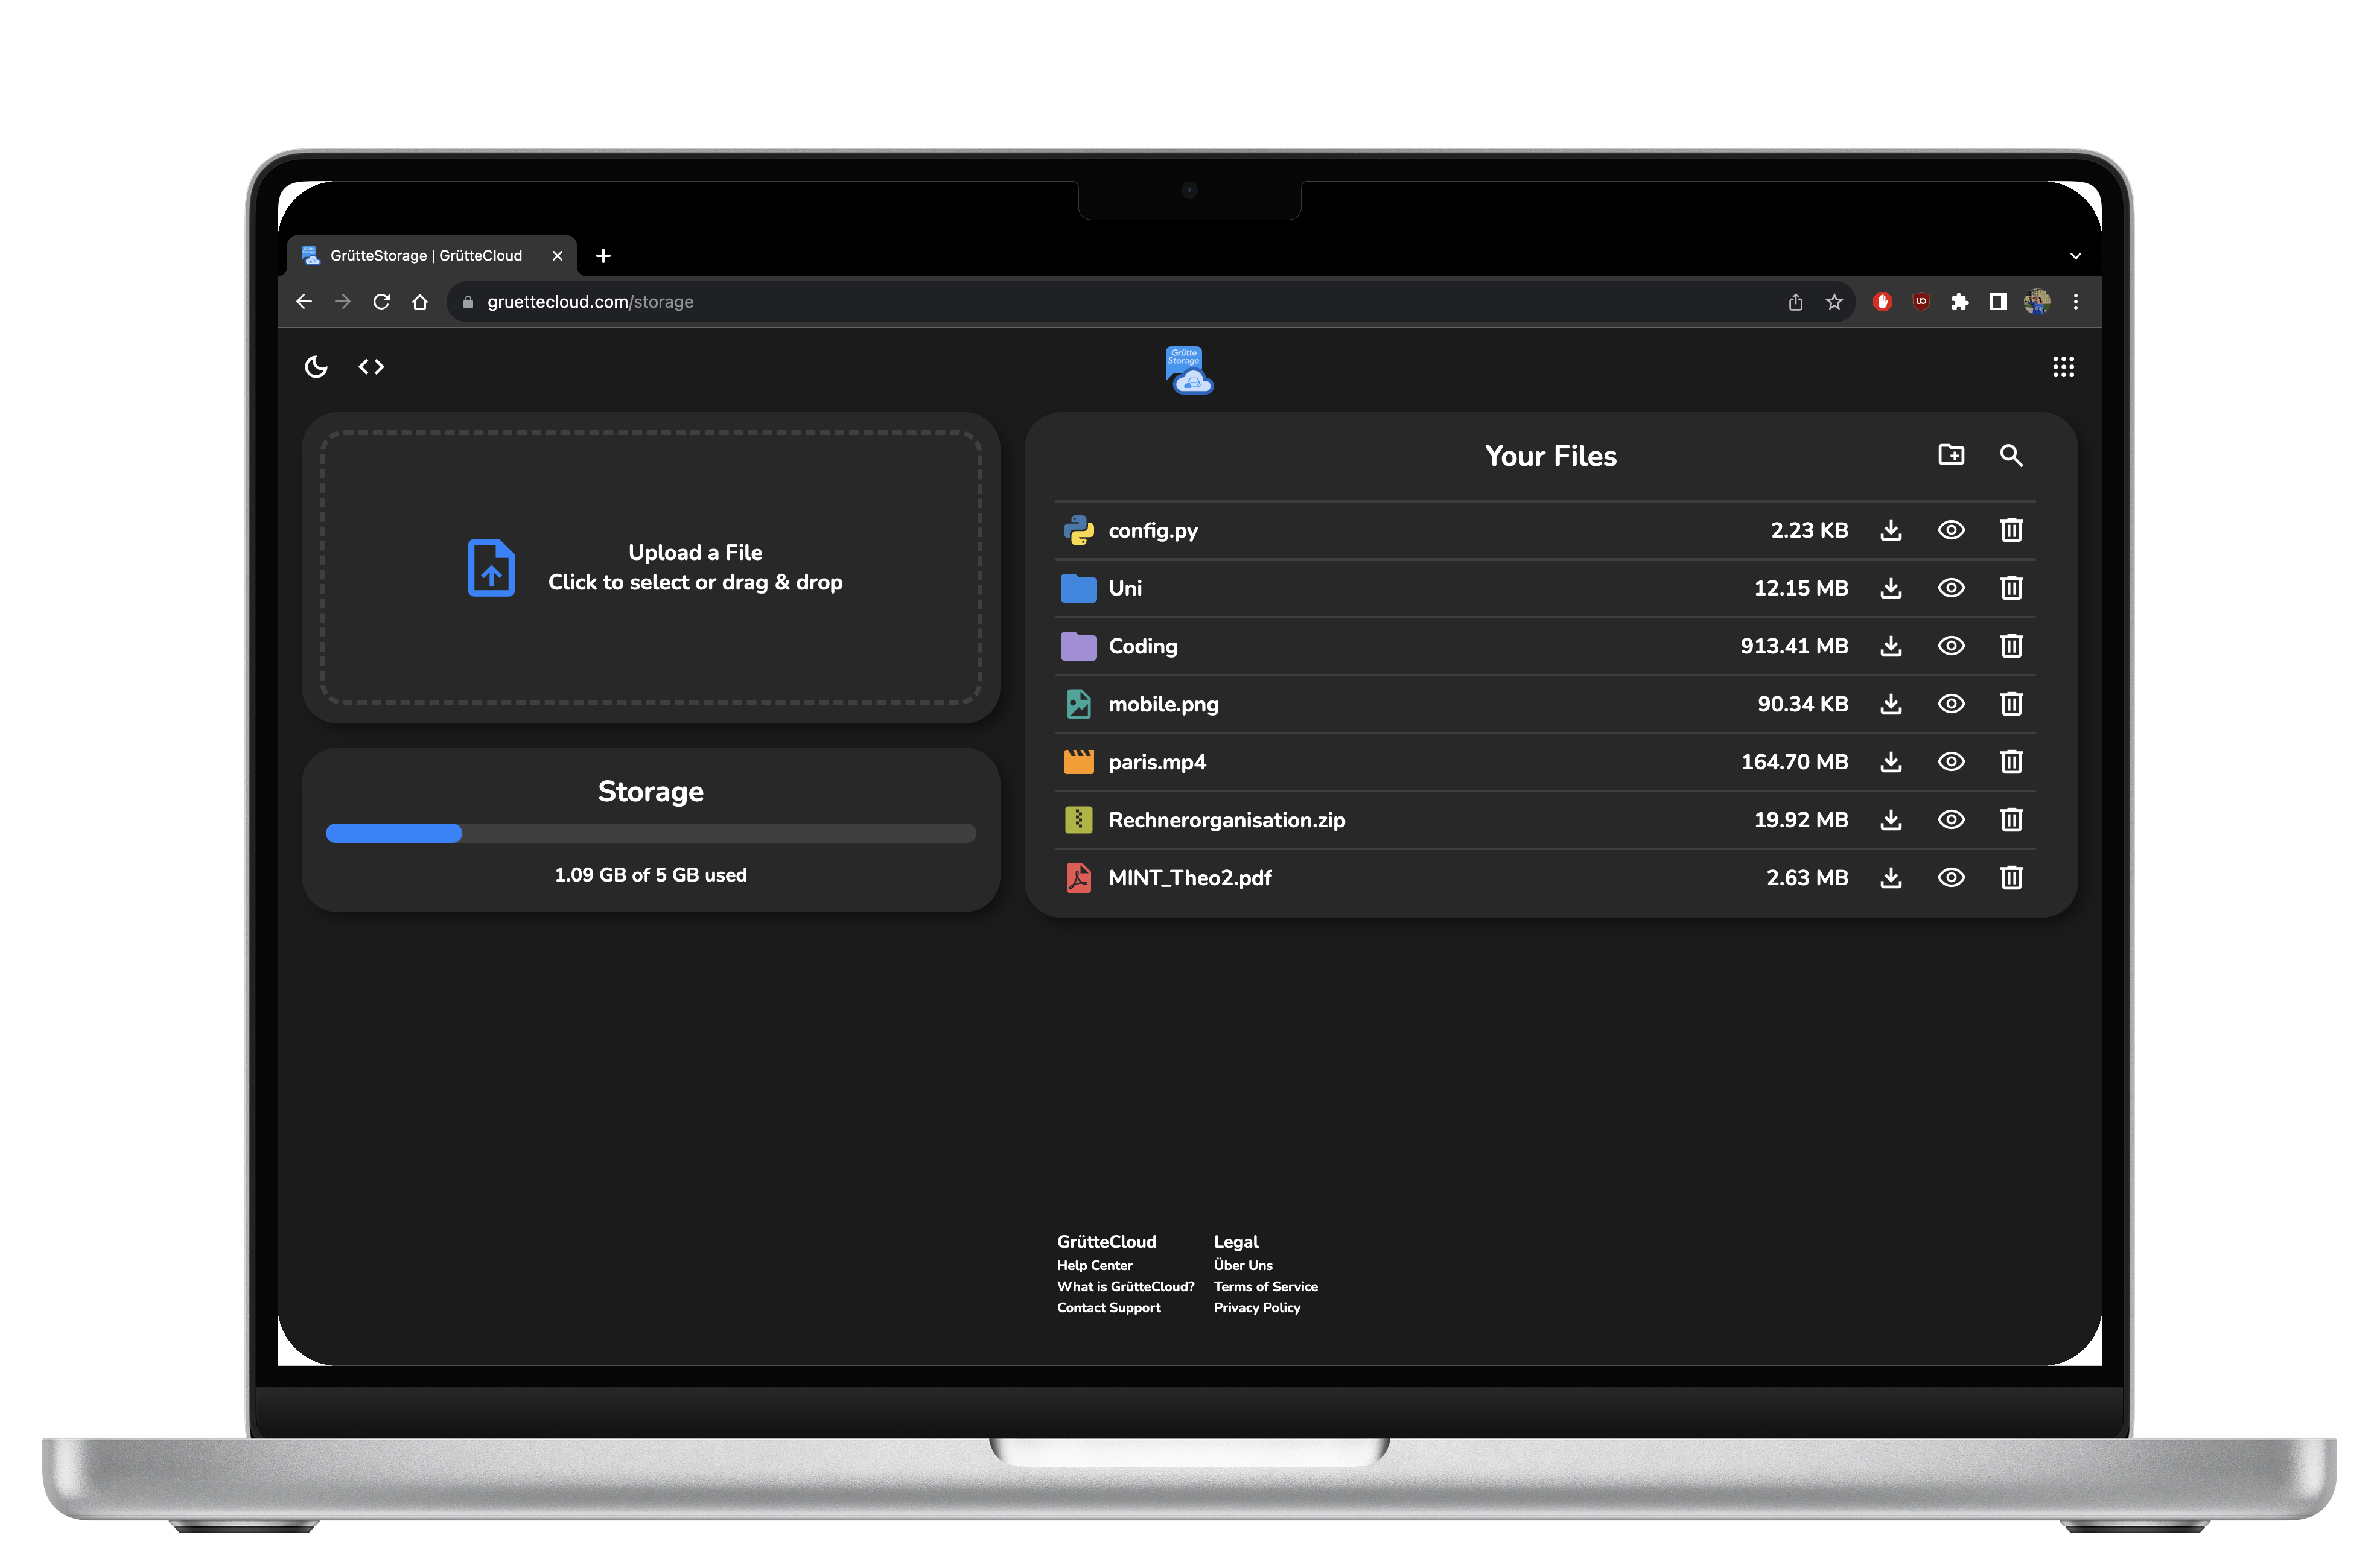 GrütteStorage | GrütteCloud
gruettecloud.com/storage
Grütte
Storage
Upload a File
Click to select or drag & drop
Storage
1.09 GB of 5 GB used
Your Files
config.py 2.23 KB
Uni 12.15 MB
Coding 913.41 MB
mobile.png 90.34 KB
paris.mp4 164.70 MB
Rechnerorganisation.zip 19.92 MB
MINT_Theo2.pdf 2.63 MB
GrütteCloud
Help Center
What is GrütteCloud?
Contact Support
Legal
Über Uns
Terms of Service
Privacy Policy